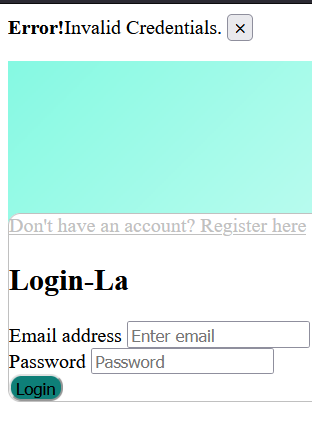 Error!Invalid Credentials. ×
Don't have an account? Register here
Login-La
Email address Enter email
Password Password
Login